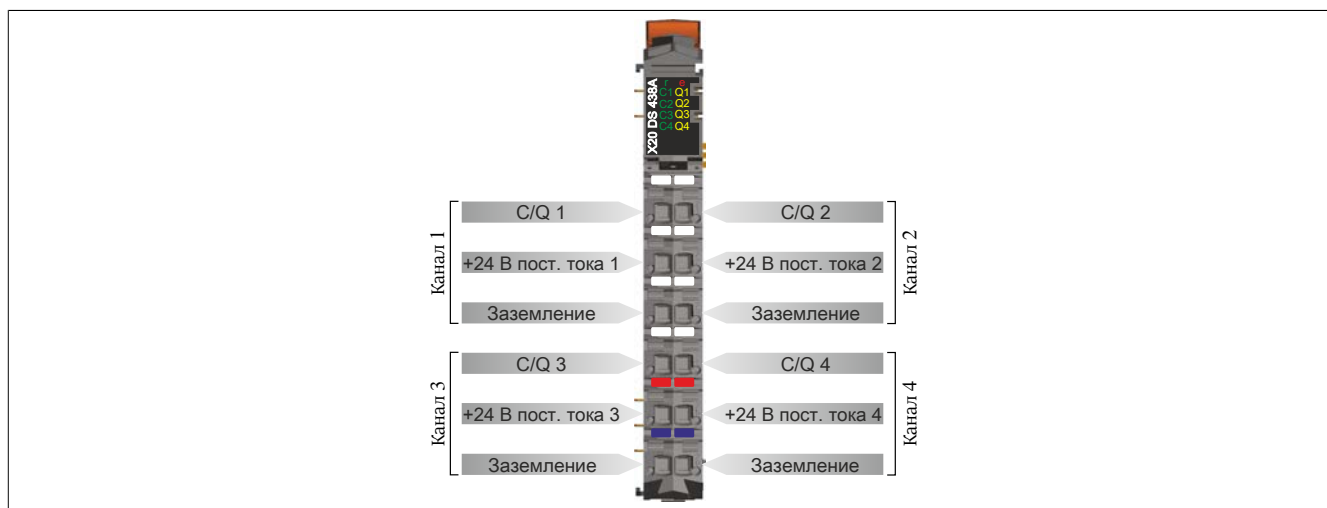 X20 DS 438A
r e
C1 Q1
C2 Q2
C3 Q3
C4 Q4
Канал 1
C/Q 1
+24 В пост. тока 1
Заземление
Канал 2
C/Q 2
+24 В пост. тока 2
Заземление
Канал 3
C/Q 3
+24 В пост. тока 3
Заземление
Канал 4
C/Q 4
+24 В пост. тока 4
Заземление